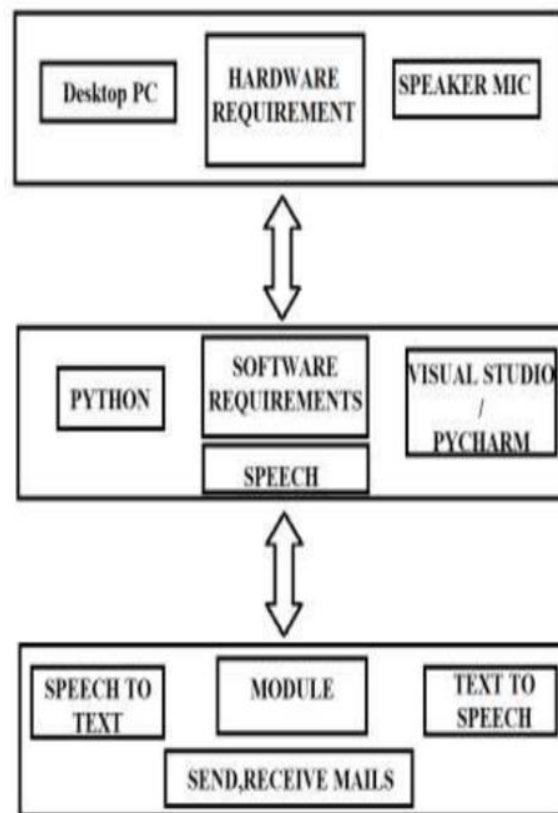 Desktop PC
HARDWARE
REQUIREMENT
SPEAKER MIC
PYTHON
SOFTWARE
REQUIREMENTS
SPEECH
VISUAL STUDIO
/
PYCHARM
SPEECH TO
TEXT
MODULE
TEXT TO
SPEECH
SEND,RECEIVE MAILS